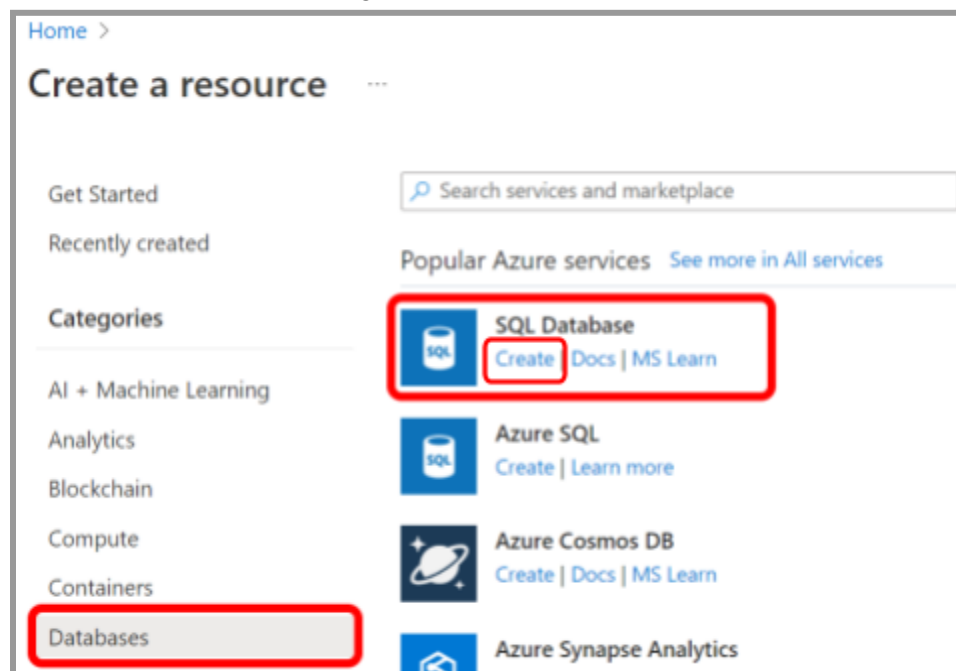 Home >
Create a resource ...
Get Started
Recently created
Categories
AI + Machine Learning
Analytics
Blockchain
Compute
Containers
Databases
Search services and marketplace
Popular Azure services See more in All services
SQL
SQL Database
Create | Docs | MS Learn
SQL
Azure SQL
Create | Learn more
Azure Cosmos DB
Create | Docs | MS Learn
Azure Synapse Analytics